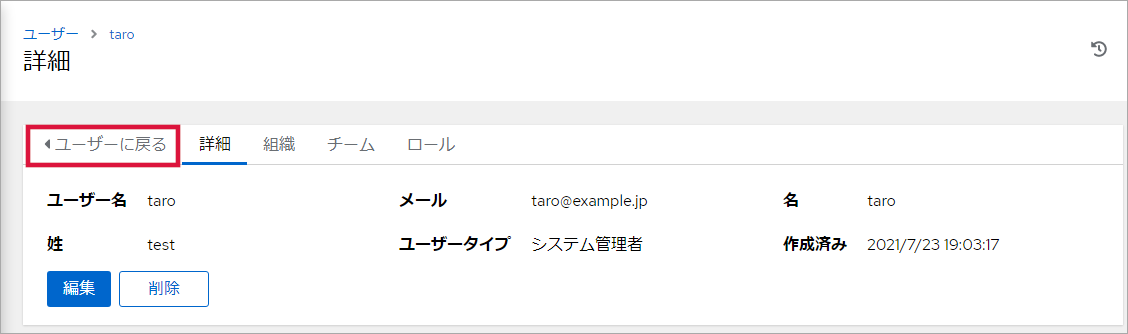 ユーザー > taro
詳細
ユーザーに戻る 詳細 組織 チーム ロール
ユーザー名 taro メール taro@example.jp 名 taro
姓 test ユーザータイプ システム管理者 作成済み 2021/7/23 19:03:17
編集 削除